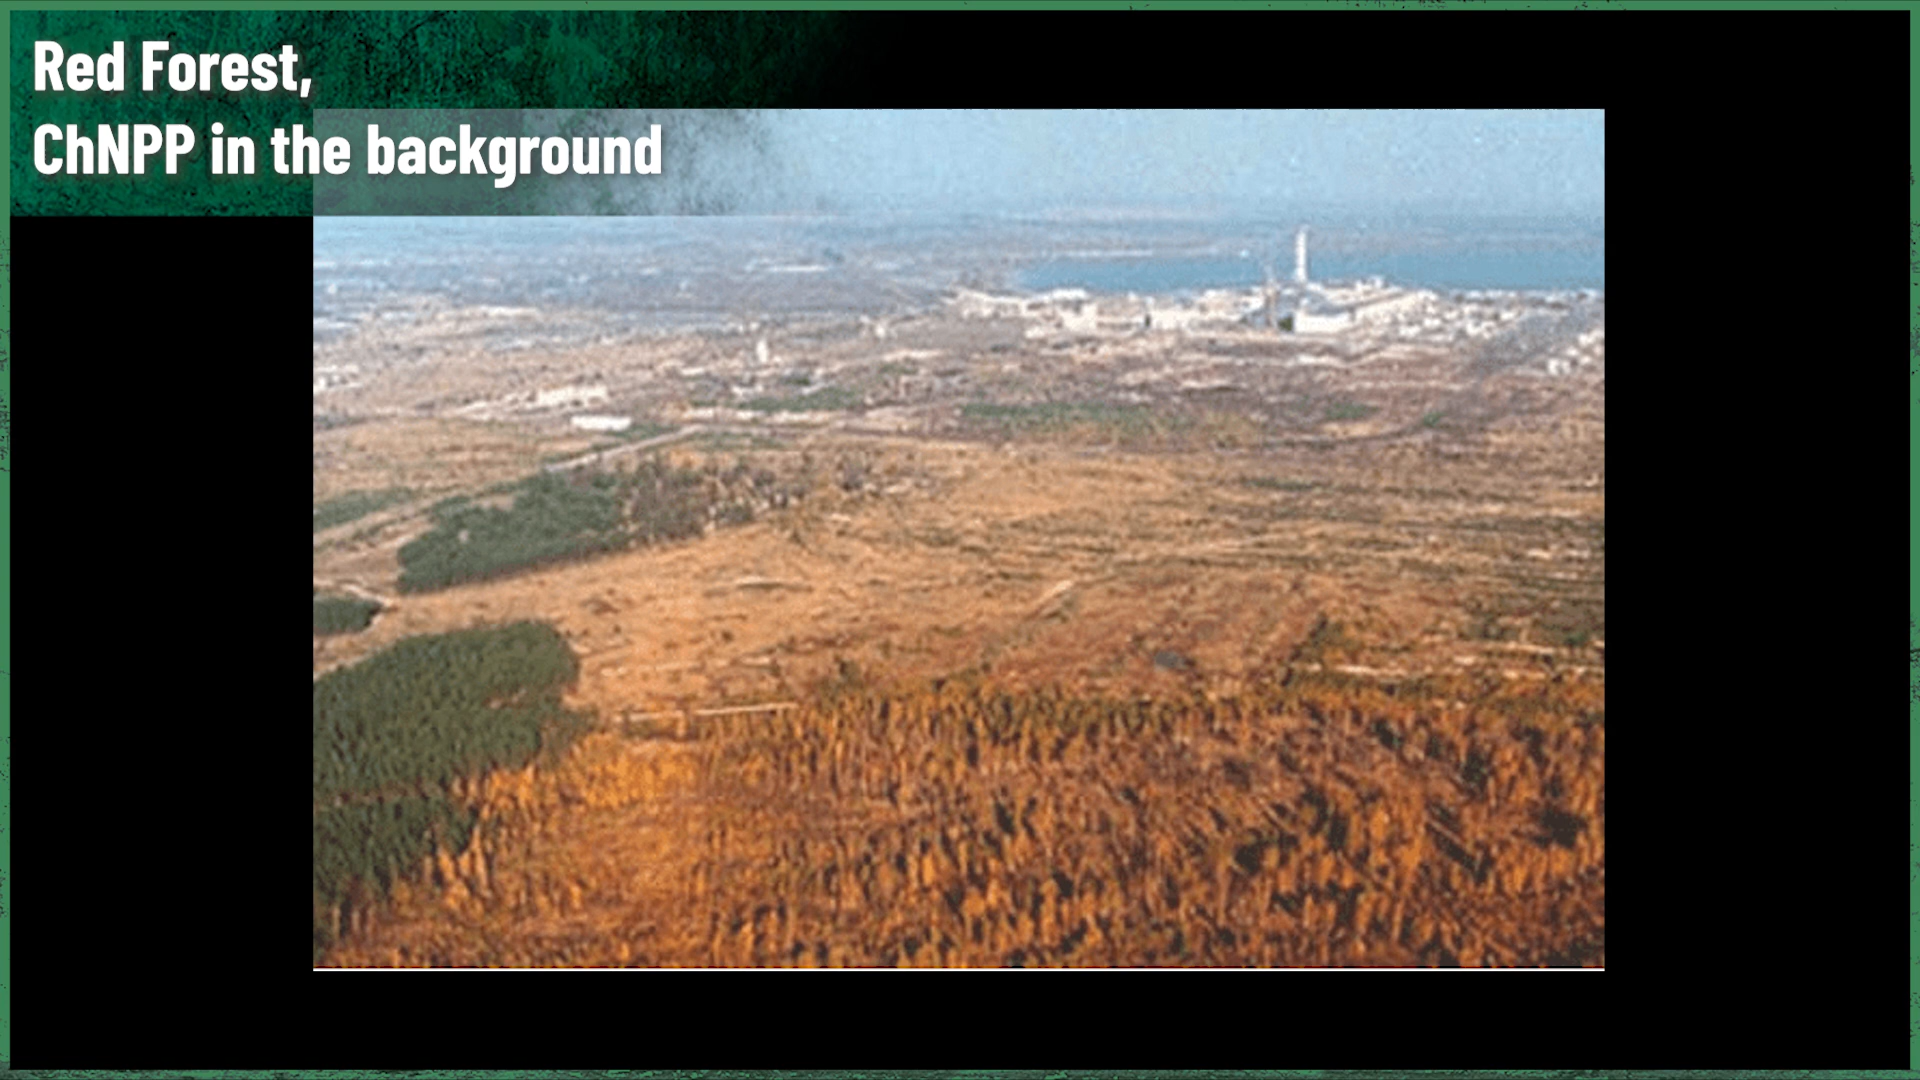 Red Forest,
ChNPP in the background